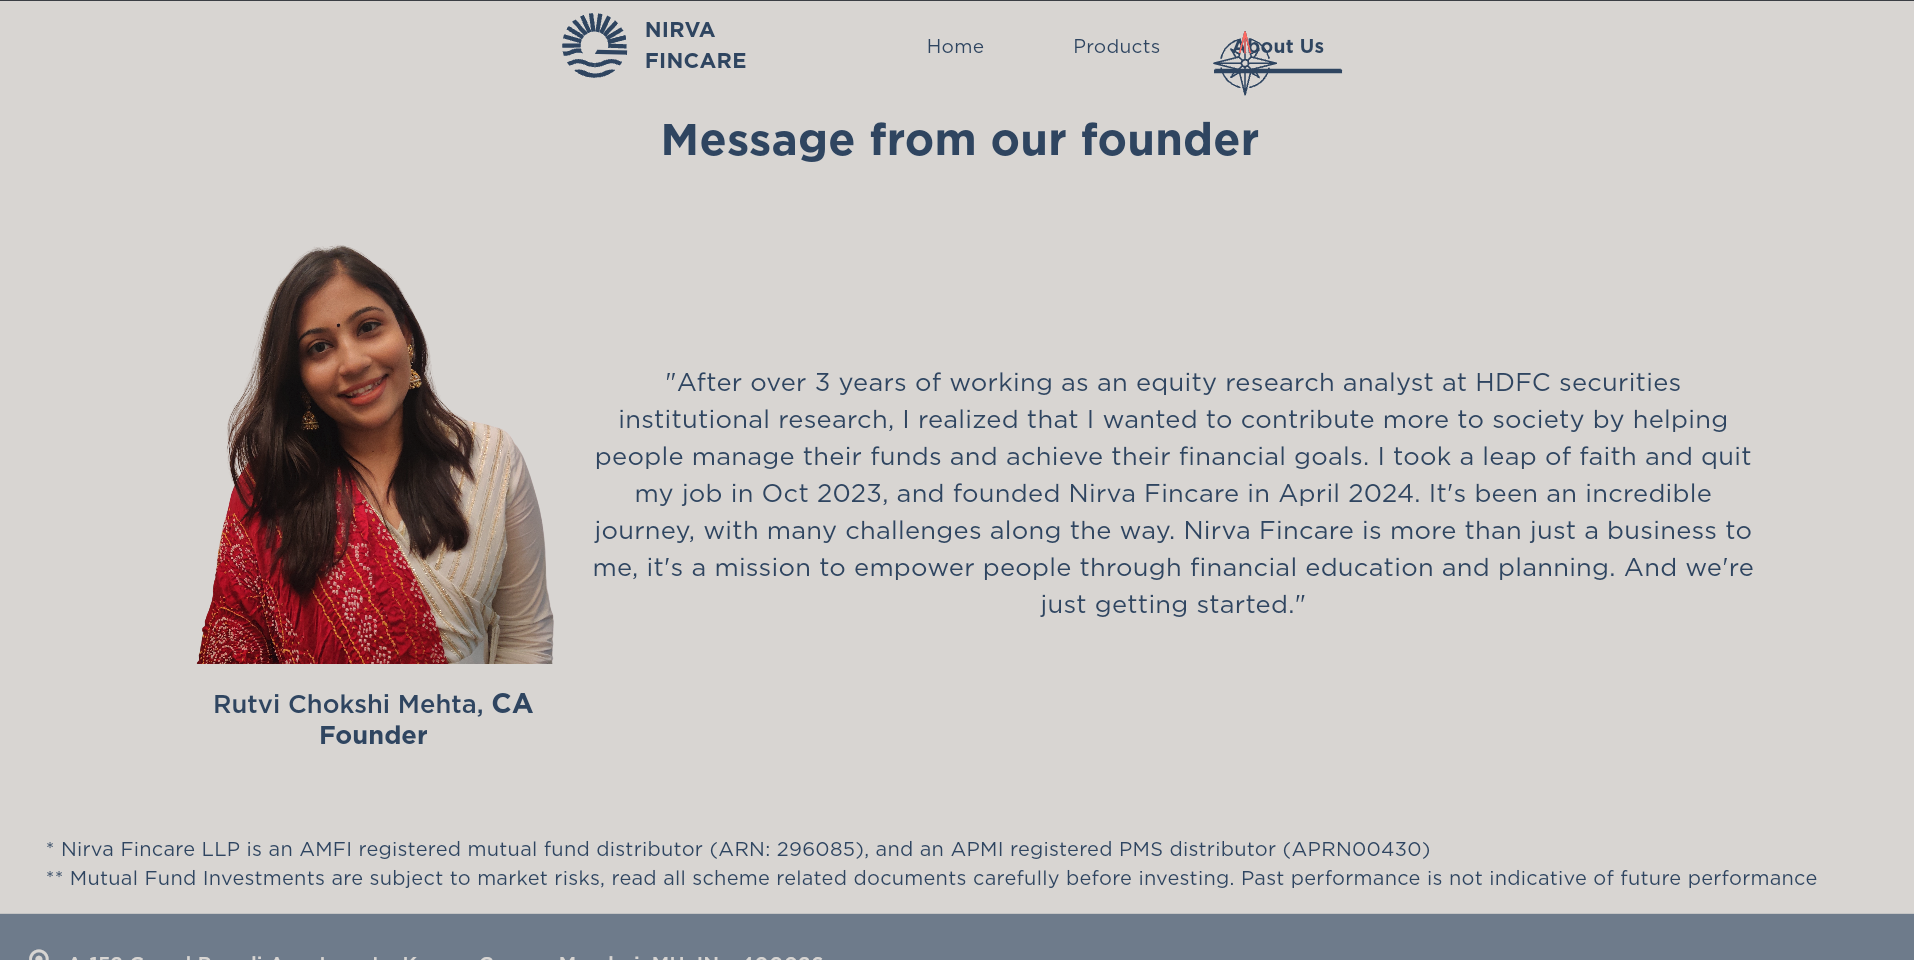 NIRVA
FINCARE
Home
Products
About Us
Message from our founder
"After over 3 years of working as an equity research analyst at HDFC securities
institutional research, I realized that I wanted to contribute more to society by helping
people manage their funds and achieve their financial goals. I took a leap of faith and quit
my job in Oct 2023, and founded Nirva Fincare in April 2024. It's been an incredible
journey, with many challenges along the way. Nirva Fincare is more than just a business to
me, it's a mission to empower people through financial education and planning. And we're
just getting started."
Rutvi Chokshi Mehta, CA
Founder
* Nirva Fincare LLP is an AMFI registered mutual fund distributor (ARN: 296085), and an APMI registered PMS distributor (APRN00430)
** Mutual Fund Investments are subject to market risks, read all scheme related documents carefully before investing. Past performance is not indicative of future performance